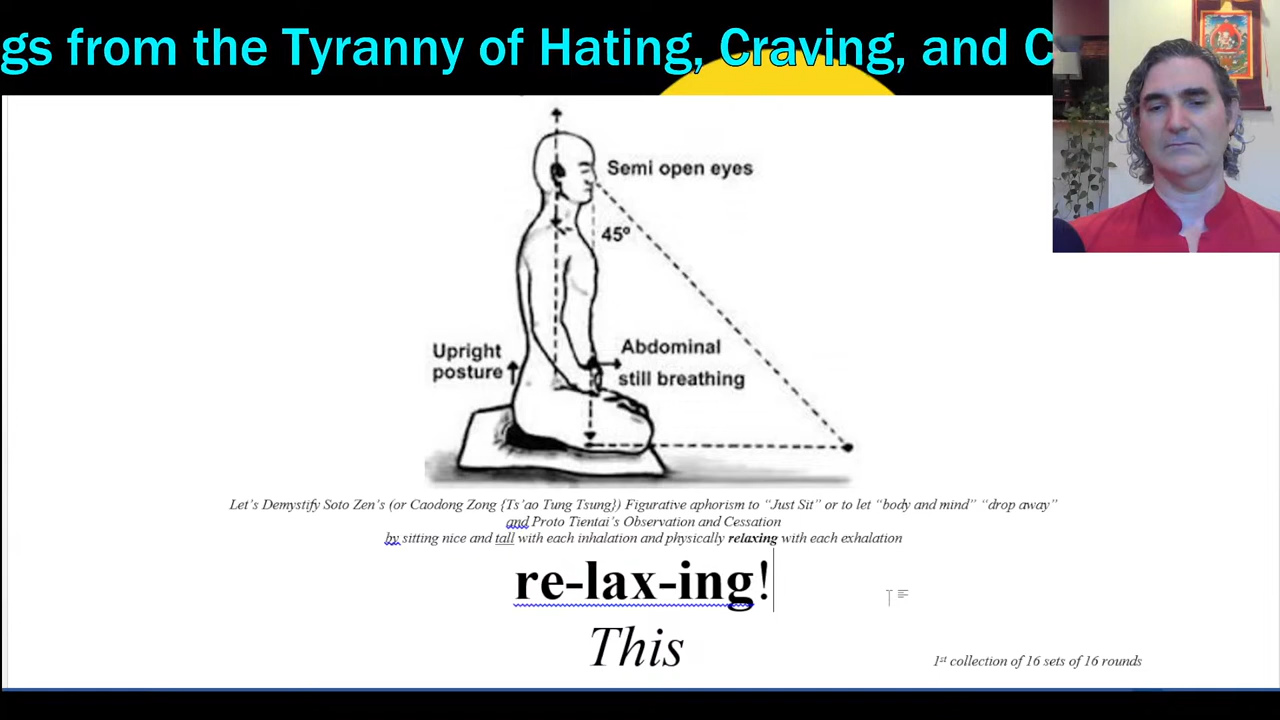 gs from the Tyranny of Hating, Craving, and C
Semi open eyes
45º
Upright
posture
Abdominal
still breathing
Let’s Demystify Soto Zen’s (or Caodong Zong {Ts’ao Tung Tsung}) Figurative aphorism to “Just Sit” or to let “body and mind” “drop away”
and Proto Tientai’s Observation and Cessation
by sitting nice and tall with each inhalation and physically relaxing with each exhalation
re-lax-ing!
This
1st collection of 16 sets of 16 rounds